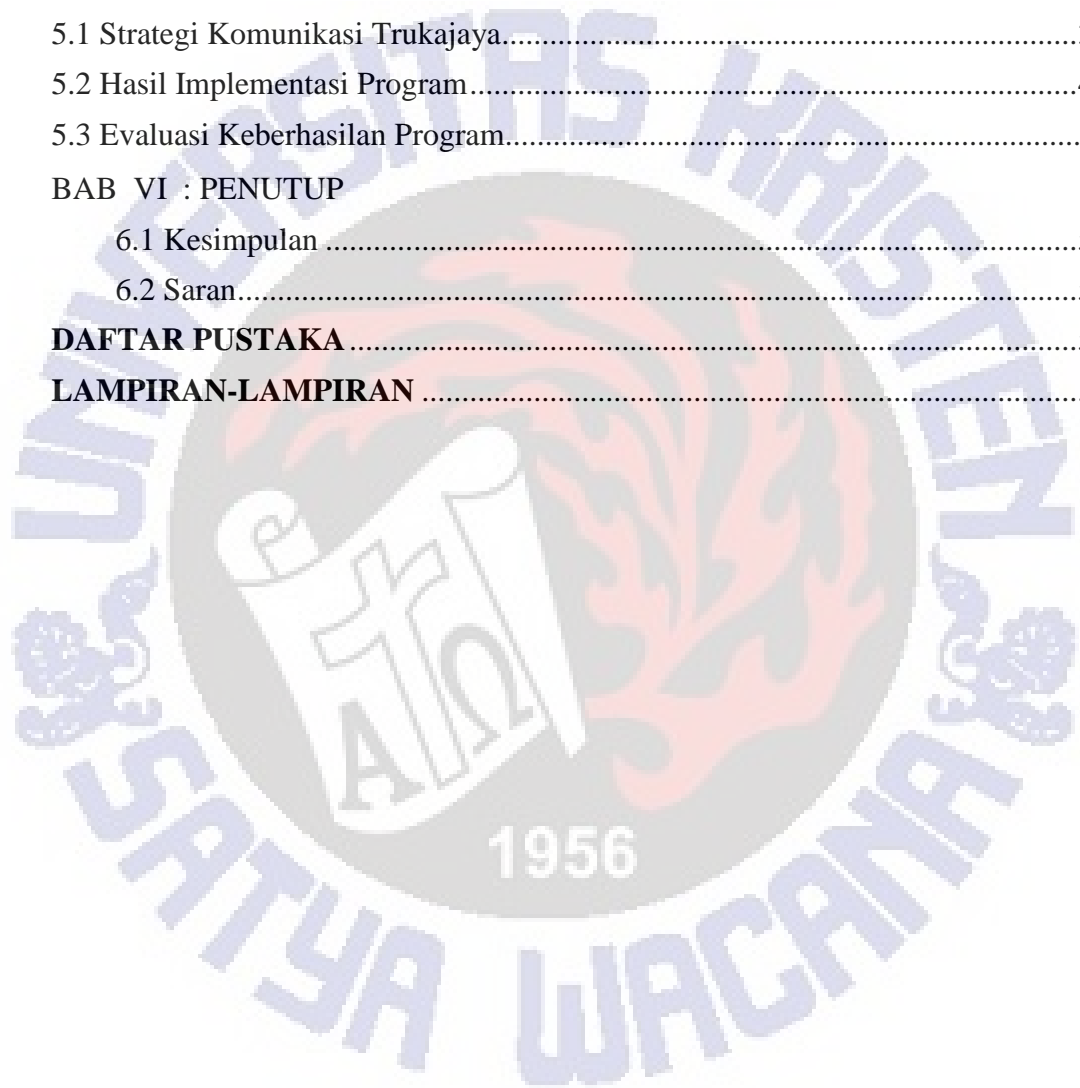 5.1 Strategi Komunikasi Trukajaya..............................................................................
5.2 Hasil Implementasi Program..................................................................................
5.3 Evaluasi Keberhasilan Program..............................................................................
BAB VI : PENUTUP
6.1 Kesimpulan ..............................................................................
6.2 Saran..............................................................................
DAFTAR PUSTAKA ..............................................................................
LAMPIRAN-LAMPIRAN ..............................................................................
UNIVERSITAS KRISTEN
SATYA WACANA
Α Ω
1956